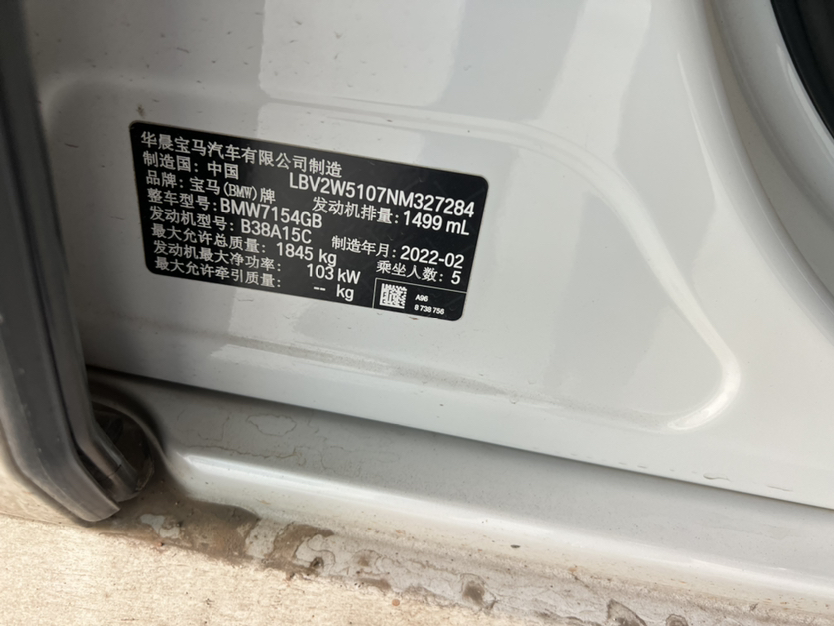 华晨宝马汽车有限公司制造
制造国：中国 LBV2W5107NM327284
品牌：宝马(BMW)牌 发动机排量：1499 mL
整车型号：BMW7154GB
发动机型号：B38A15C 制造年月：2022-02
最大允许总质量：1845 kg 乘坐人数：5
发动机最大净功率：103 kW
最大允许牵引质量：-- kg
A96
8 738 756